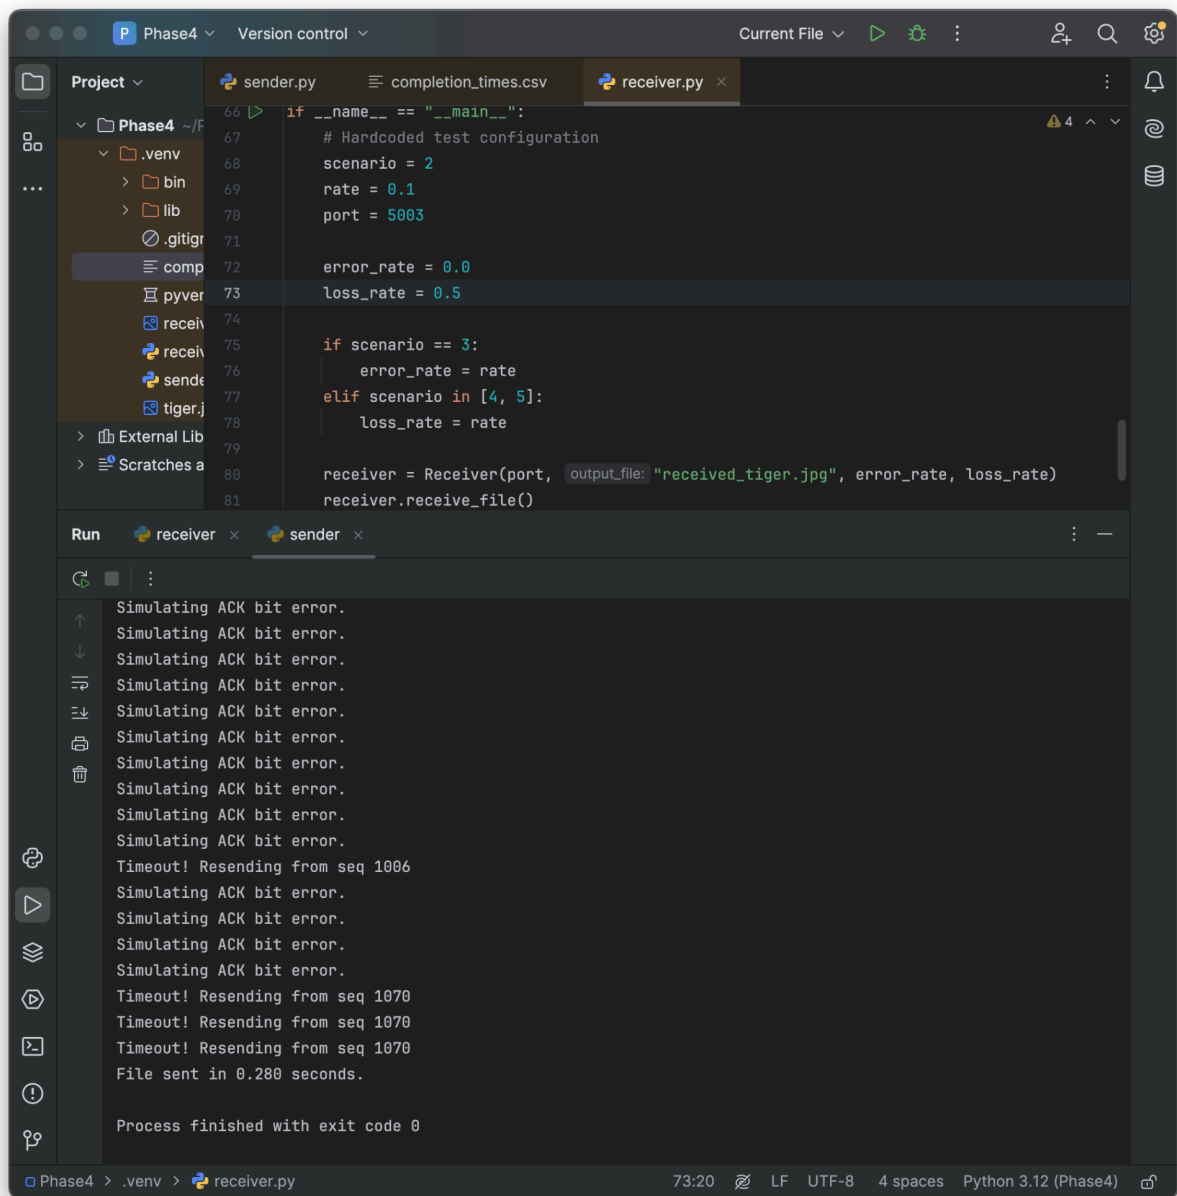 P Phase4 Version control Current File
Project
sender.py completion_times.csv receiver.py
Phase4 ~/P
.venv
bin
lib
.gitigr
comp
pyver
receiv
receiv
sende
tiger.j
External Lib
Scratches a
4
66 if __name__ == "__main__":
67 # Hardcoded test configuration
68 scenario = 2
69 rate = 0.1
70 port = 5003
71
72 error_rate = 0.0
73 loss_rate = 0.5
74
75 if scenario == 3:
76 error_rate = rate
77 elif scenario in [4, 5]:
78 loss_rate = rate
79
80 receiver = Receiver(port, output_file: "received_tiger.jpg", error_rate, loss_rate)
81 receiver.receive_file()
Run receiver sender
Simulating ACK bit error.
Simulating ACK bit error.
Simulating ACK bit error.
Simulating ACK bit error.
Simulating ACK bit error.
Simulating ACK bit error.
Simulating ACK bit error.
Simulating ACK bit error.
Simulating ACK bit error.
Simulating ACK bit error.
Timeout! Resending from seq 1006
Simulating ACK bit error.
Simulating ACK bit error.
Simulating ACK bit error.
Simulating ACK bit error.
Timeout! Resending from seq 1070
Timeout! Resending from seq 1070
Timeout! Resending from seq 1070
File sent in 0.280 seconds.
Process finished with exit code 0
Phase4 > .venv > receiver.py 73:20 LF UTF-8 4 spaces Python 3.12 (Phase4)